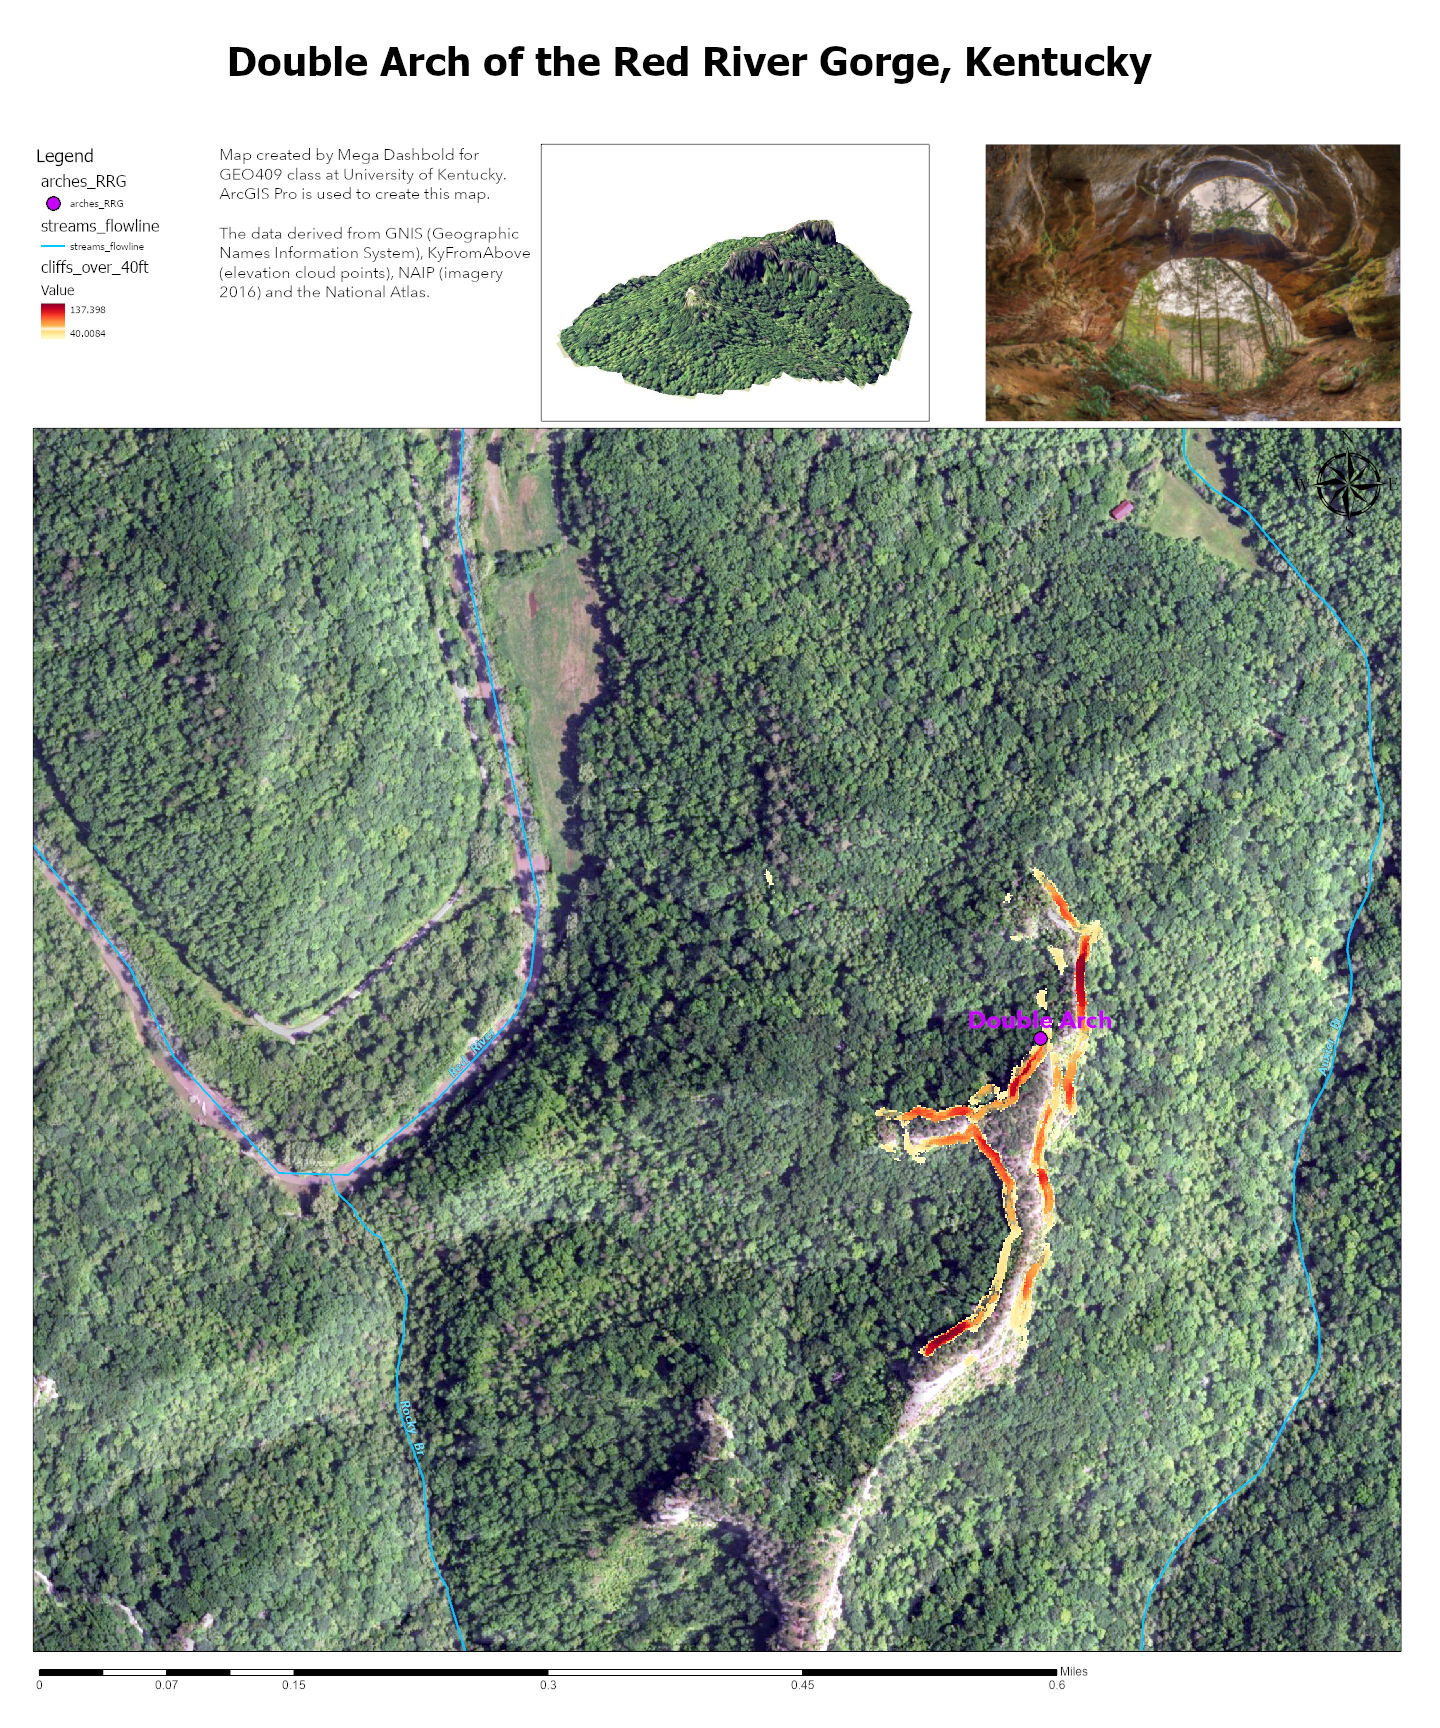 Double Arch of the Red River Gorge, Kentucky
Legend
arches_RRG
arches_RRG
streams_flowline
streams_flowline
cliffs_over_40ft
Value
137.398
40.0084
Map created by Mega Dashbold for
GEO409 class at University of Kentucky.
ArcGIS Pro is used to create this map.
The data derived from GNIS (Geographic
Names Information System), KyFromAbove
(elevation cloud points), NAIP (imagery
2016) and the National Atlas.
W
E
S
Double Arch
Red River
Rocky Br
0
0.07
0.15
0.3
0.45
0.6
Miles